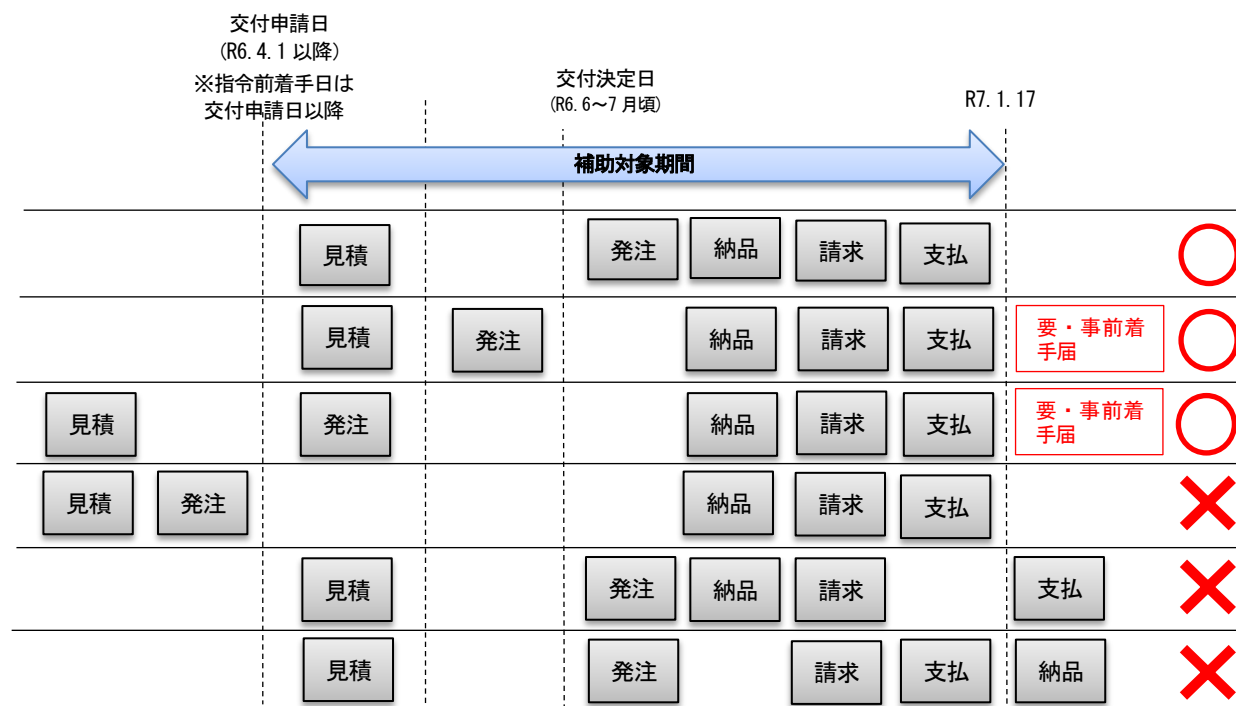 交付申請日
(R6.4.1 以降)
※指令前着手日は
交付申請日以降
交付決定日
(R6.6～7 月頃)
R7.1.17
補助対象期間
見積
発注
納品
請求
支払
見積
発注
納品
請求
支払
要・事前着
手届
見積
発注
納品
請求
支払
要・事前着
手届
見積
発注
納品
請求
支払
見積
発注
納品
請求
支払
見積
発注
請求
支払
納品